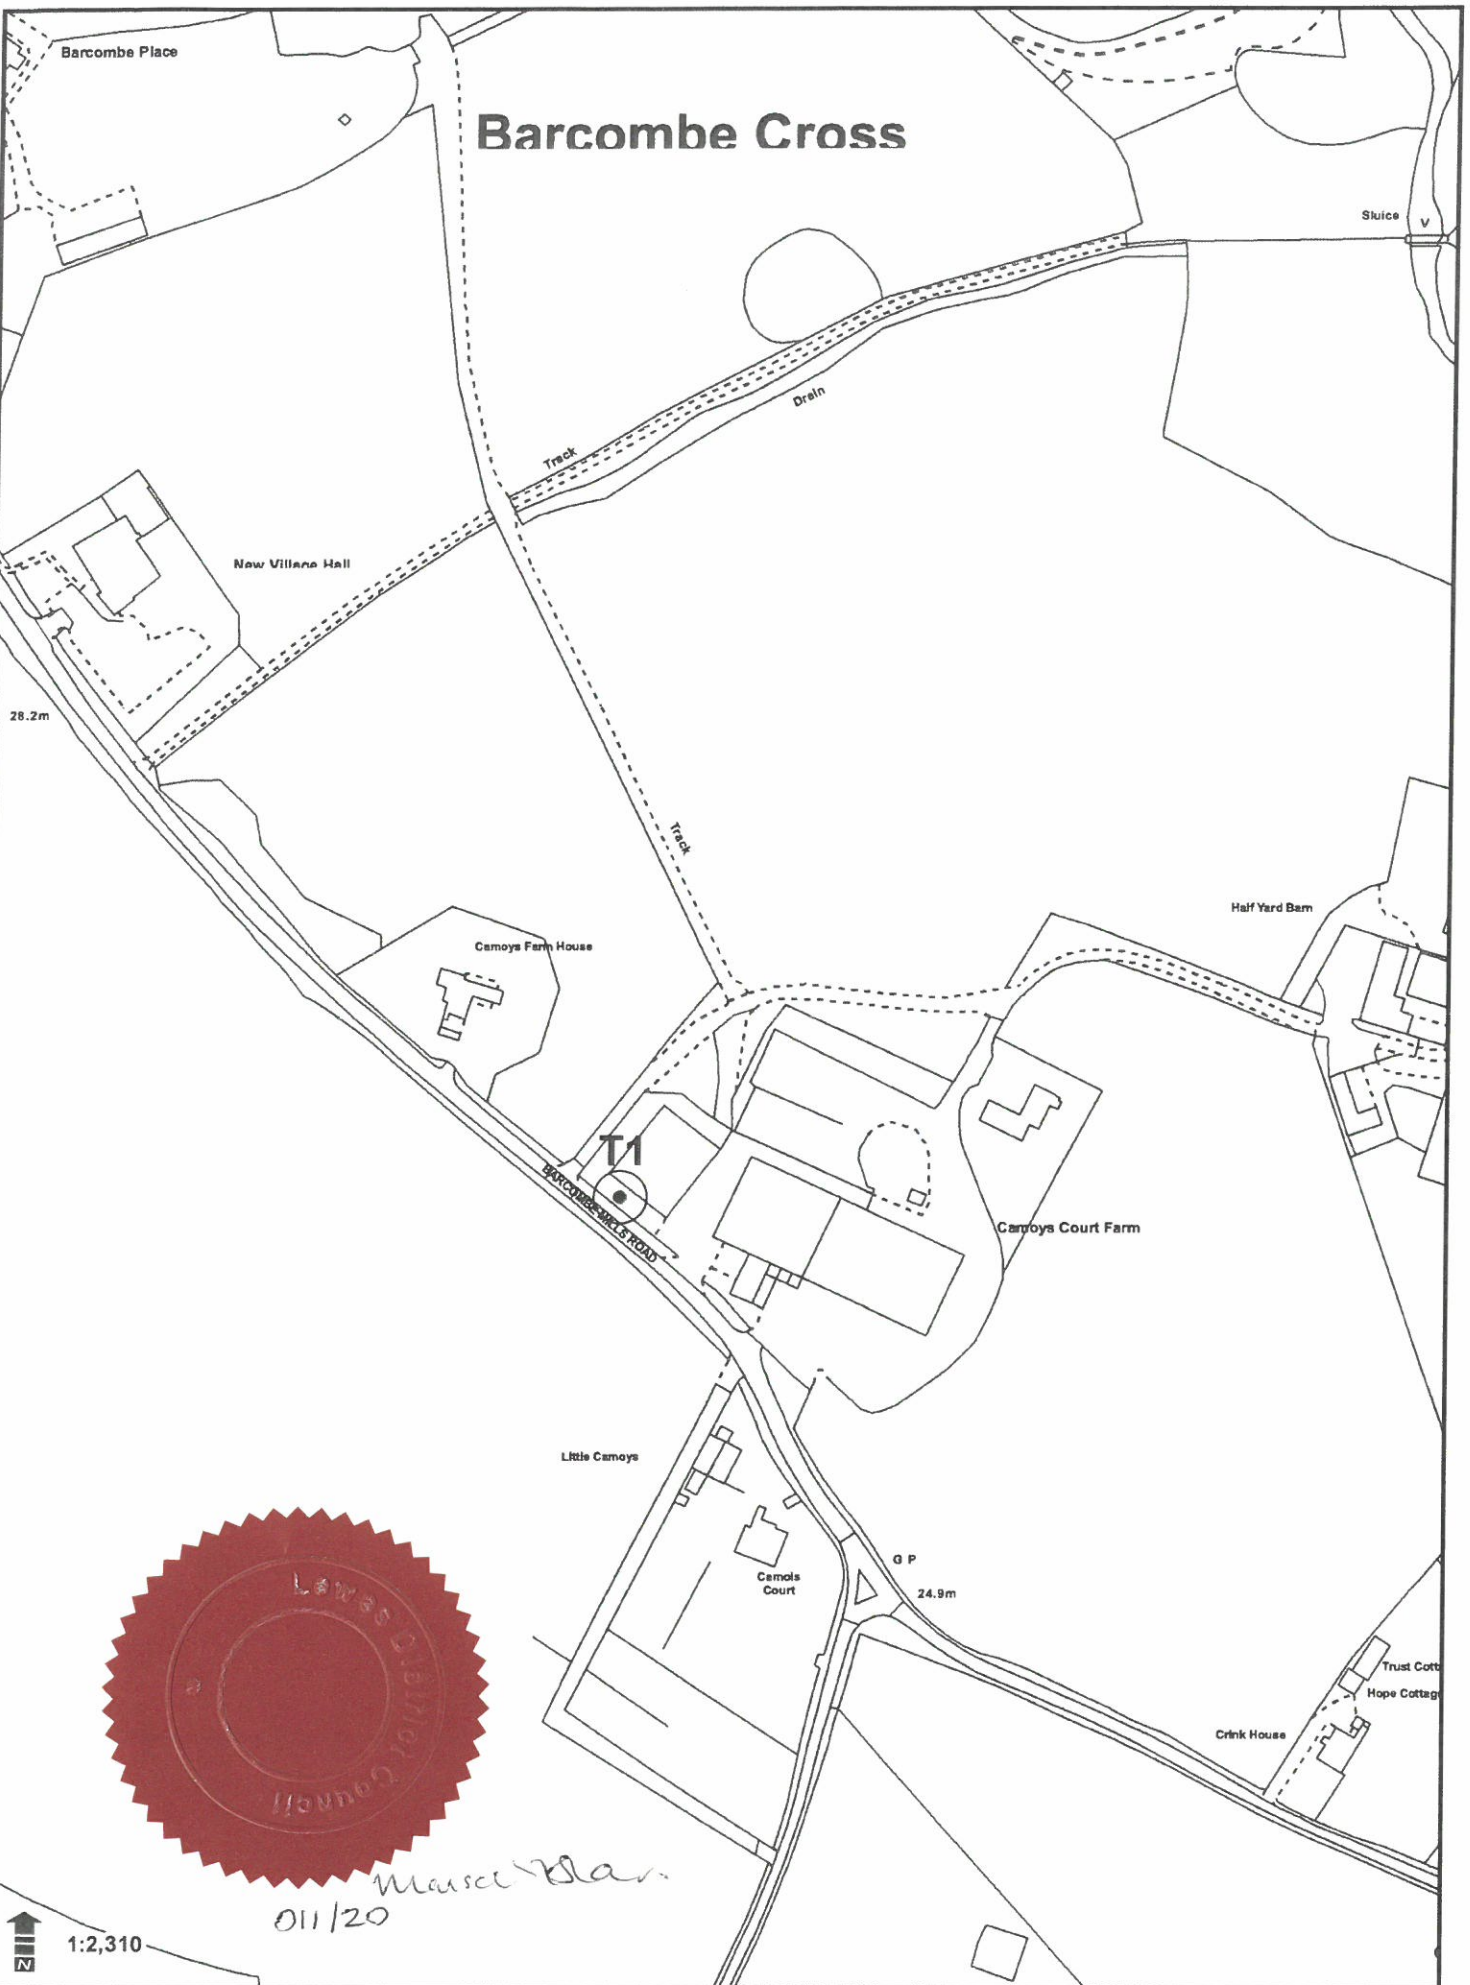 Barcombe Place
Barcombe Cross
Sluice
V
Drain
Track
New Village Hall
28.2m
Track
Half Yard Barn
Camoys Farm House
T1
BARCOMBE MILLS ROAD
Camoys Court Farm
Little Camoys
G P
Camois
Court
24.9m
Trust Cott
Hope Cottag
Crink House
Lewes District Council
011/20
1:2,310
N